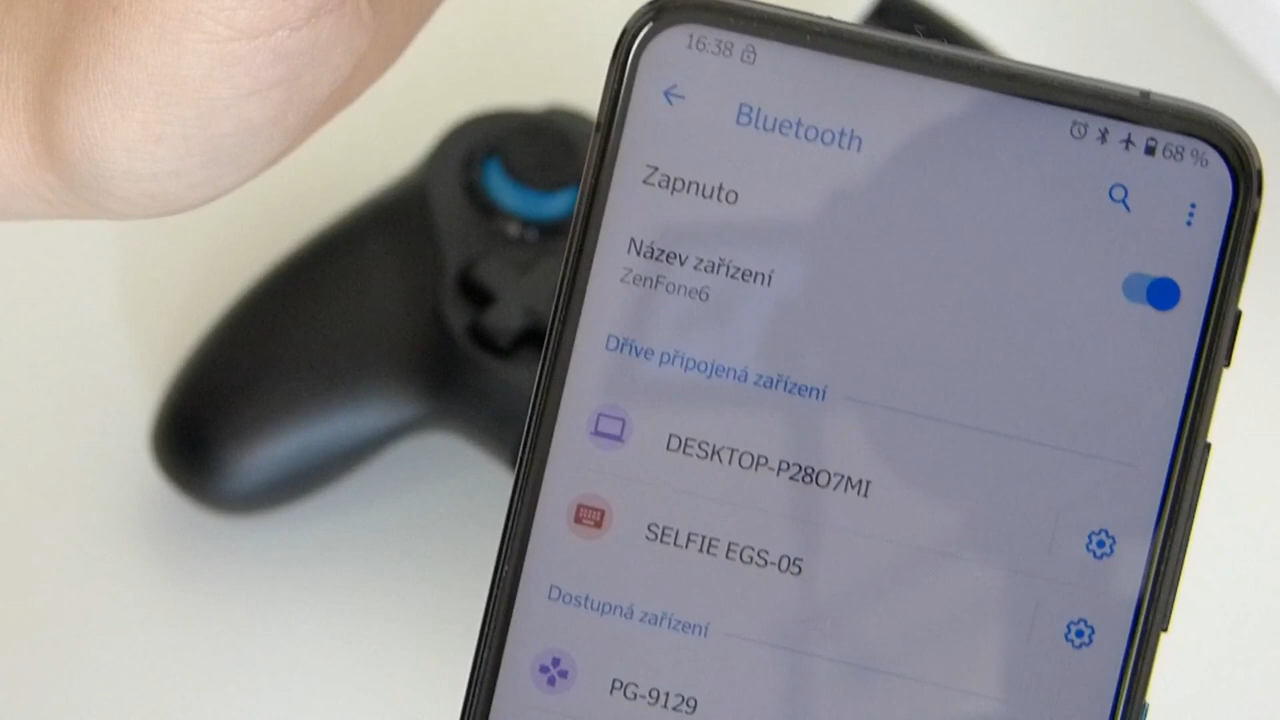 16:38
68 %
Bluetooth
Zapnuto
Název zařízení
ZenFone6
Dříve připojená zařízení
DESKTOP-P28O7MI
SELFIE EGS-05
Dostupná zařízení
PG-9129